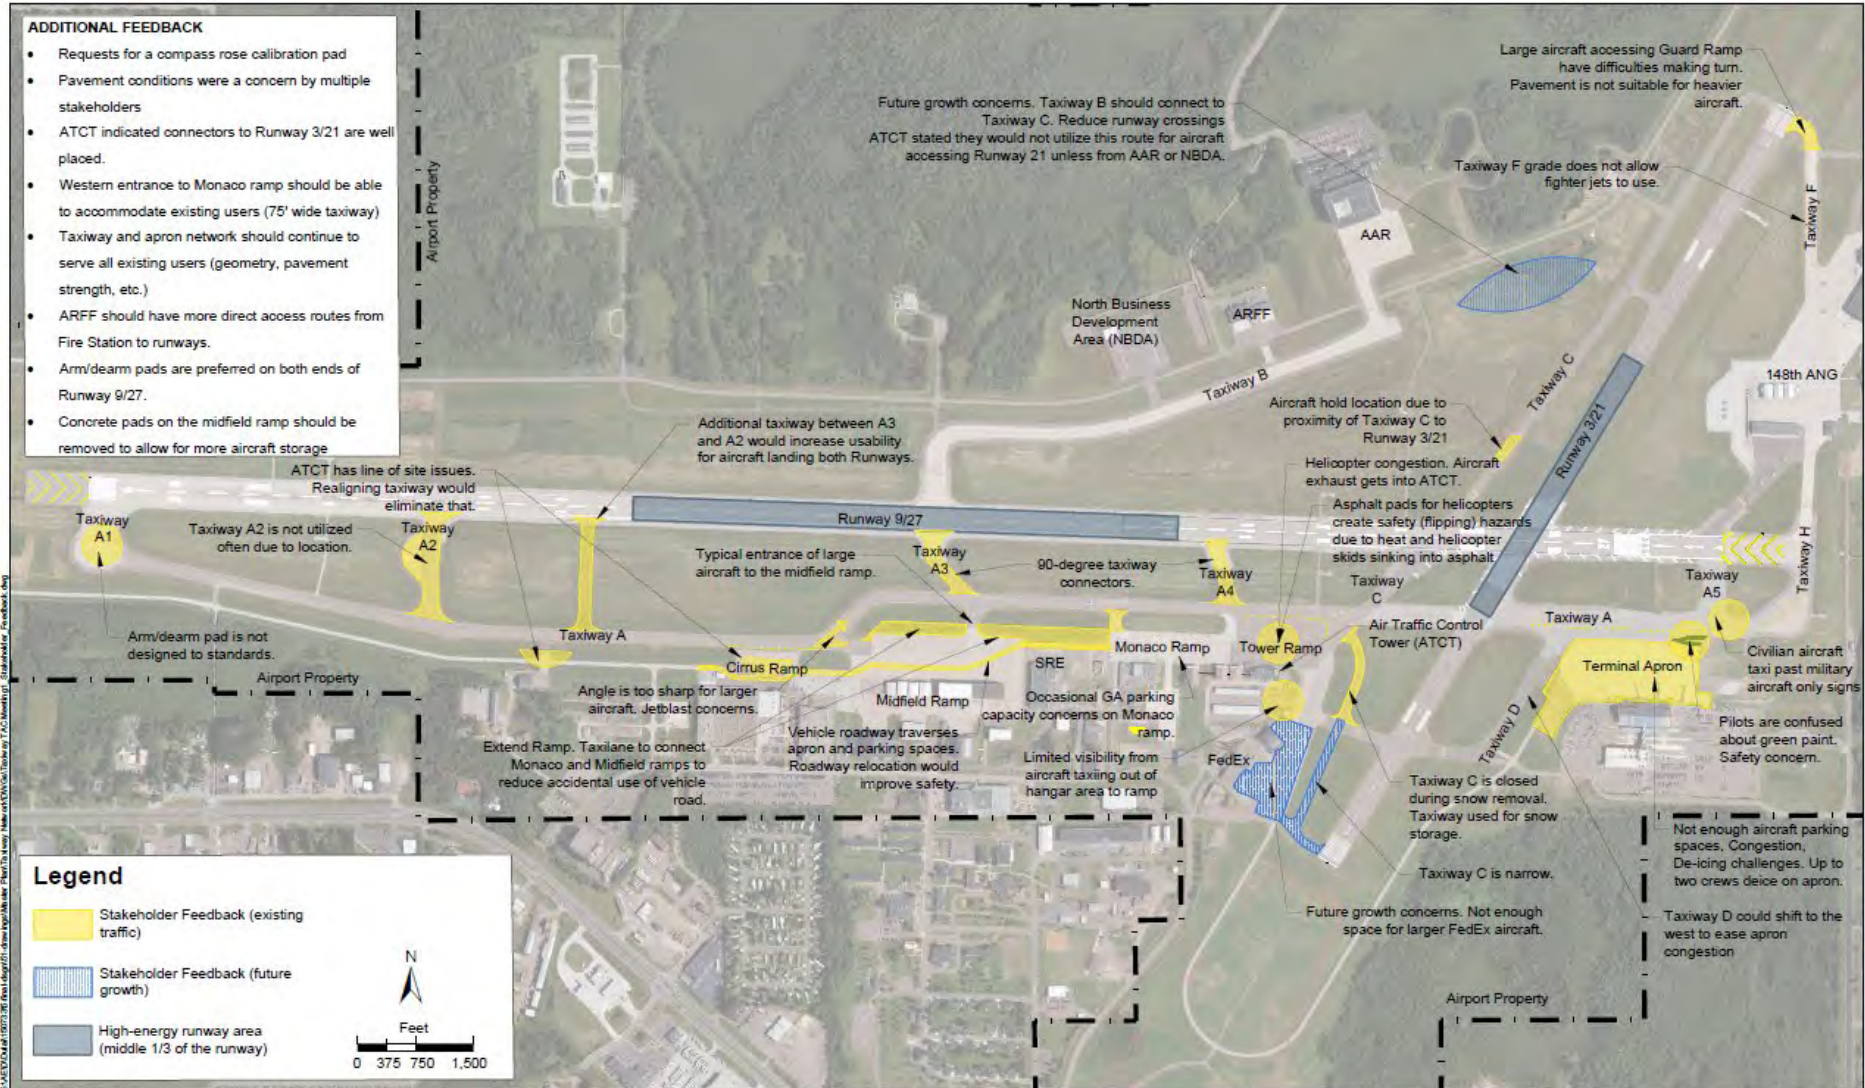 ADDITIONAL FEEDBACK
• Requests for a compass rose calibration pad
• Pavement conditions were a concern by multiple
stakeholders
• ATCT indicated connectors to Runway 3/21 are well
placed.
• Western entrance to Monaco ramp should be able
to accommodate existing users (75' wide taxiway)
• Taxiway and apron network should continue to
serve all existing users (geometry, pavement
strength, etc.)
• ARFF should have more direct access routes from
Fire Station to runways.
• Arm/dearm pads are preferred on both ends of
Runway 9/27.
• Concrete pads on the midfield ramp should be
removed to allow for more aircraft storage
Airport Property
Large aircraft accessing Guard Ramp
have difficulties making turn.
Pavement is not suitable for heavier
aircraft.
Future growth concerns. Taxiway B should connect to
Taxiway C. Reduce runway crossings
ATCT stated they would not utilize this route for aircraft
accessing Runway 21 unless from AAR or NBDA.
Taxiway F grade does not allow
fighter jets to use.
Taxiway F
AAR
North Business
Development
Area (NBDA)
ARFF
Taxiway B
Taxiway C
148th ANG
Runway 3/21
Aircraft hold location due to
proximity of Taxiway C to
Runway 3/21
Additional taxiway between A3
and A2 would increase usability
for aircraft landing both Runways.
Helicopter congestion. Aircraft
exhaust gets into ATCT.
ATCT has line of site issues.
Realigning taxiway would
eliminate that.
Asphalt pads for helicopters
create safety (flipping) hazards
due to heat and helicopter
skids sinking into asphalt
Taxiway
A1
Taxiway A2 is not utilized
often due to location.
Taxiway
A2
Runway 9/27
Typical entrance of large
aircraft to the midfield ramp.
Taxiway
A3
90-degree taxiway
connectors.
Taxiway
A4
Taxiway
C
Taxiway
A5
Taxiway H
Arm/dearm pad is not
designed to standards.
Taxiway A
Taxiway A
Air Traffic Control
Tower (ATCT)
Cirrus Ramp
SRE
Monaco Ramp
Tower Ramp
Terminal Apron
Civilian aircraft
taxi past military
aircraft only signs
Airport Property
Angle is too sharp for larger
aircraft. Jetblast concerns.
Midfield Ramp
Occasional GA parking
capacity concerns on Monaco
ramp.
Taxiway D
Pilots are confused
about green paint.
Safety concern.
Extend Ramp. Taxilane to connect
Monaco and Midfield ramps to
reduce accidental use of vehicle
road.
Vehicle roadway traverses
apron and parking spaces.
Roadway relocation would
improve safety.
Limited visibility from
aircraft taxiing out of
hangar area to ramp
FedEx
Taxiway C is closed
during snow removal.
Taxiway used for snow
storage.
Not enough aircraft parking
spaces, Congestion,
De-icing challenges. Up to
two crews deice on apron.
Taxiway C is narrow.
Future growth concerns. Not enough
space for larger FedEx aircraft.
Taxiway D could shift to the
west to ease apron
congestion
Airport Property
Legend
Stakeholder Feedback (existing
traffic)
Stakeholder Feedback (future
growth)
High-energy runway area
(middle 1/3 of the runway)
N
Feet
0 375 750 1,500